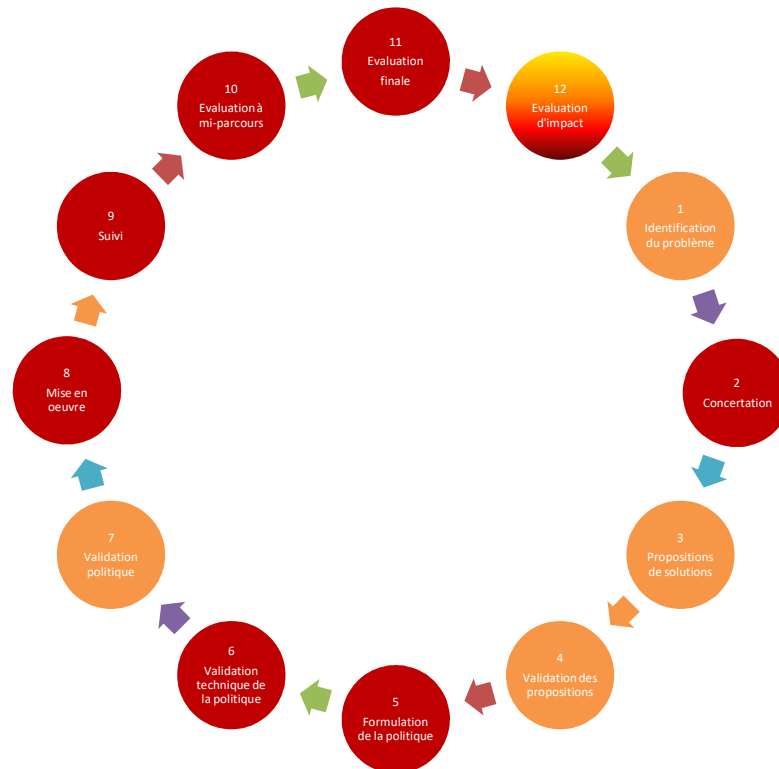 1
Identification
du problème
2
Concertation
3
Propositions
de solutions
4
Validation des
propositions
5
Formulation
de la politique
6
Validation
technique de
la politique
7
Validation
politique
8
Mise en
oeuvre
9
Suivi
10
Evaluation à
mi-parcours
11
Evaluation
finale
12
Evaluation
d'impact